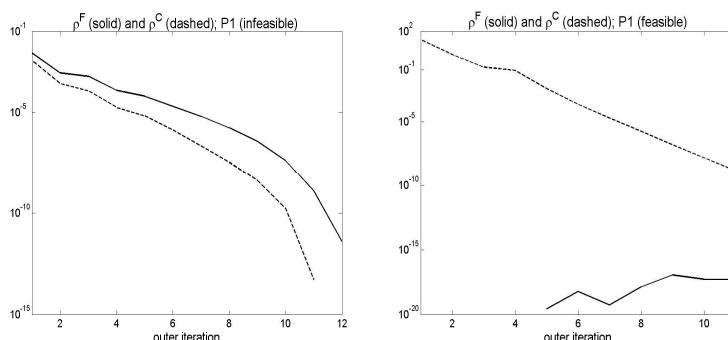 ρ^F (solid) and ρ^C (dashed); P1 (infeasible)
10^-1
10^-5
10^-10
10^-15
2 4 6 8 10 12
outer iteration
ρ^F (solid) and ρ^C (dashed); P1 (feasible)
10^2
10^-1
10^-5
10^-10
10^-15
10^-20
2 4 6 8 10
outer iteration